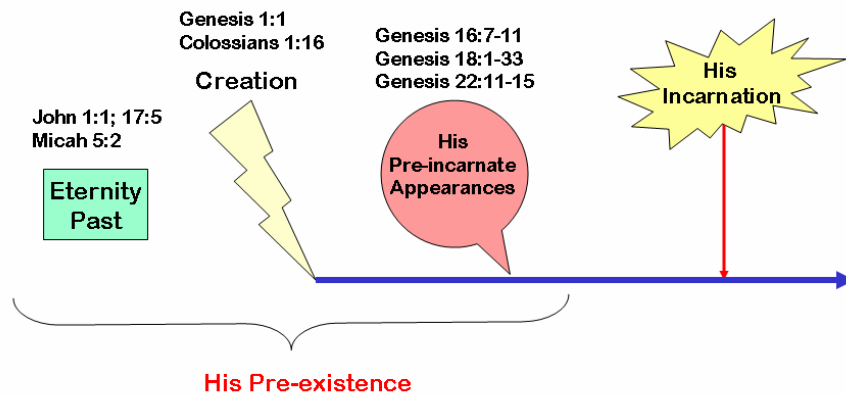 Genesis 1:1
Colossians 1:16
Creation
Genesis 16:7-11
Genesis 18:1-33
Genesis 22:11-15
His
Incarnation
John 1:1; 17:5
Micah 5:2
Eternity
Past
His
Pre-incarnate
Appearances
His Pre-existence